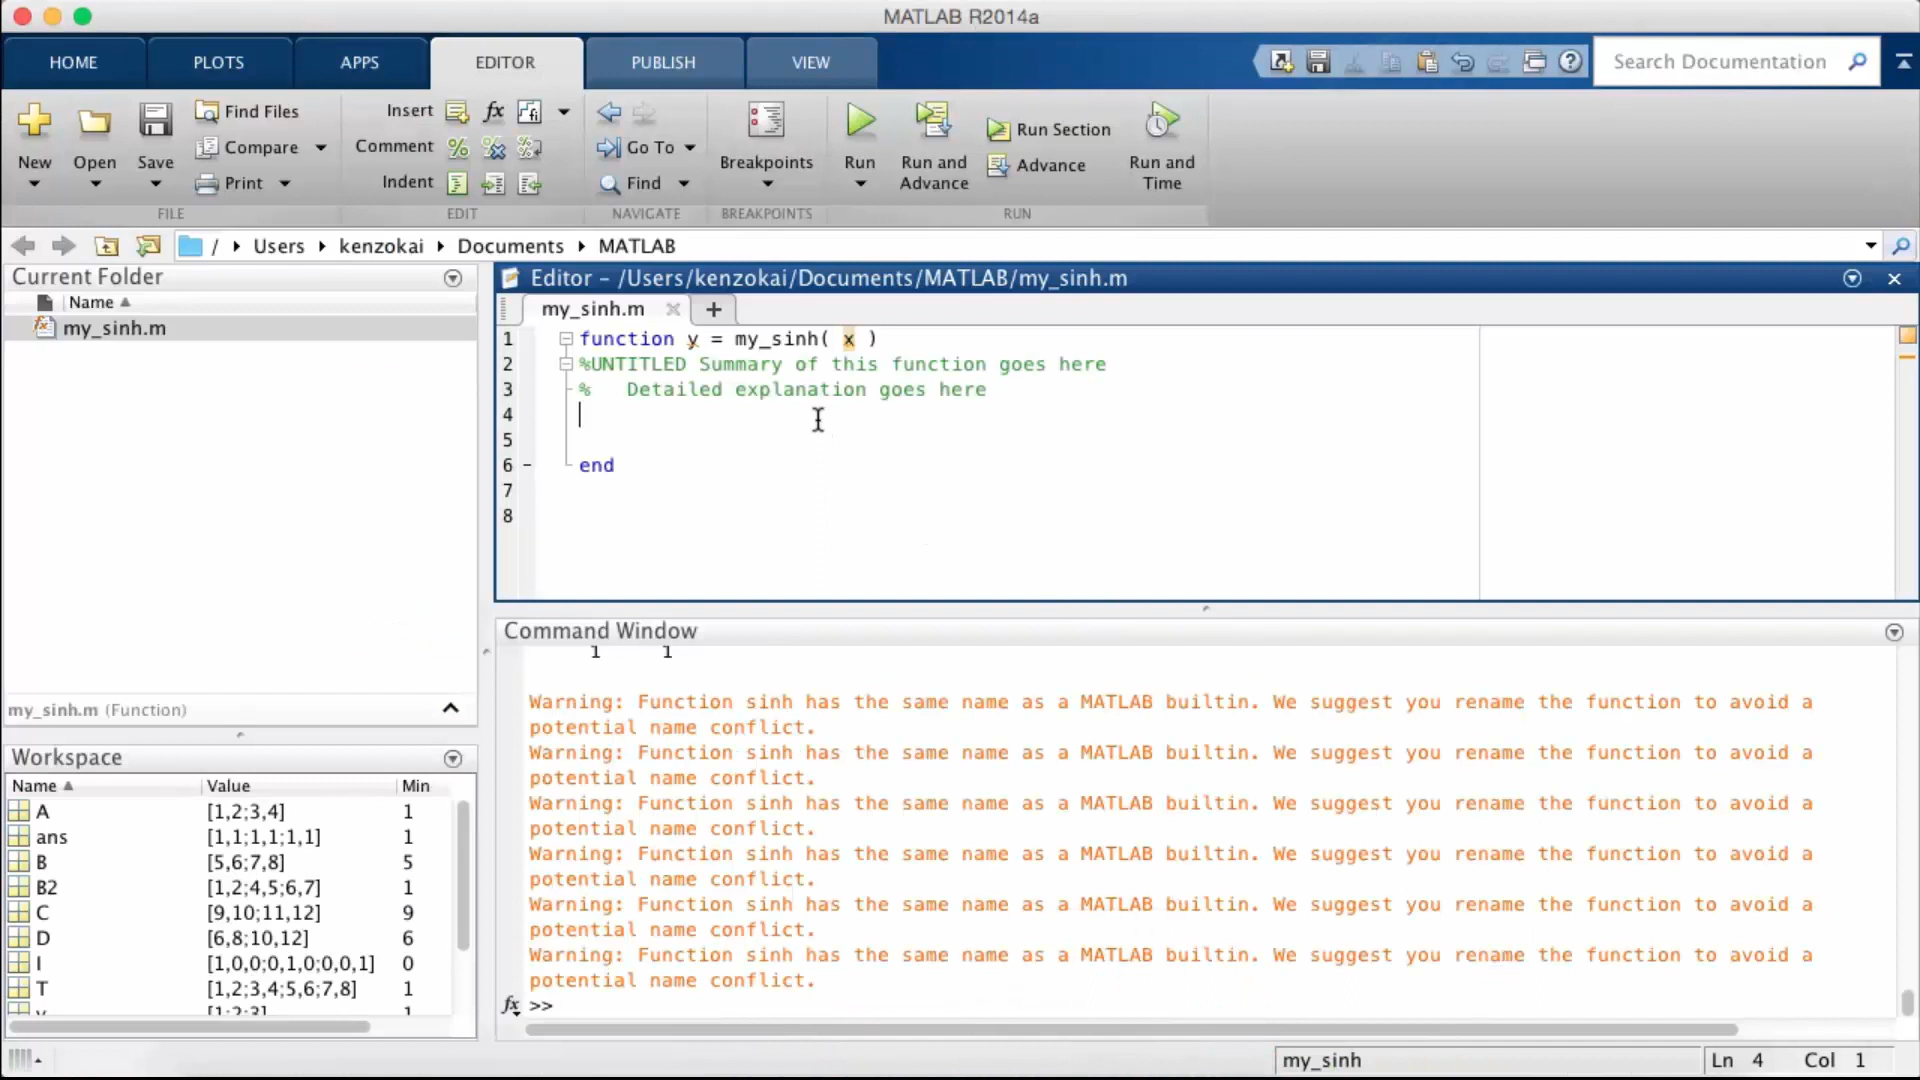 MATLAB R2014a
HOME PLOTS APPS EDITOR PUBLISH VIEW
Search Documentation
New
Open
Save
Find Files
Compare
Print
FILE
Insert
Comment
Indent
EDIT
Go To
Find
NAVIGATE
Breakpoints
BREAKPOINTS
Run
Run and
Advance
Run Section
Advance
Run and
Time
RUN
/ Users kenzokai Documents MATLAB
Current Folder
Name
my_sinh.m
my_sinh.m (Function)
Workspace
Name Value Min
A [1,2;3,4] 1
ans [1,1;1,1;1,1] 1
B [5,6;7,8] 5
B2 [1,2;4,5;6,7] 1
C [9,10;11,12] 9
D [6,8;10,12] 6
I [1,0,0;0,1,0;0,0,1] 0
T [1,2;3,4;5,6;7,8] 1
v [1;2;3] 1
Editor - /Users/kenzokai/Documents/MATLAB/my_sinh.m
my_sinh.m
1 function y = my_sinh( x )
2 %UNTITLED Summary of this function goes here
3 % Detailed explanation goes here
4
5
6 - end
7
8
Command Window
1 1
Warning: Function sinh has the same name as a MATLAB builtin. We suggest you rename the function to avoid a
potential name conflict.
Warning: Function sinh has the same name as a MATLAB builtin. We suggest you rename the function to avoid a
potential name conflict.
Warning: Function sinh has the same name as a MATLAB builtin. We suggest you rename the function to avoid a
potential name conflict.
Warning: Function sinh has the same name as a MATLAB builtin. We suggest you rename the function to avoid a
potential name conflict.
Warning: Function sinh has the same name as a MATLAB builtin. We suggest you rename the function to avoid a
potential name conflict.
Warning: Function sinh has the same name as a MATLAB builtin. We suggest you rename the function to avoid a
potential name conflict.
fx >>
my_sinh Ln 4 Col 1